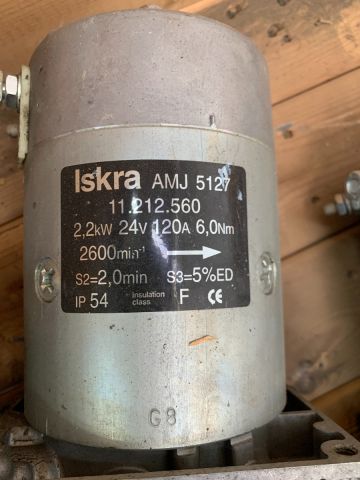 Iskra AMJ 5127
11.212.560
2,2kW 24V 120A 6,0Nm
2600min⁻¹ →
S2=2,0min S3=5%ED
IP 54 insulation class F CE
G8